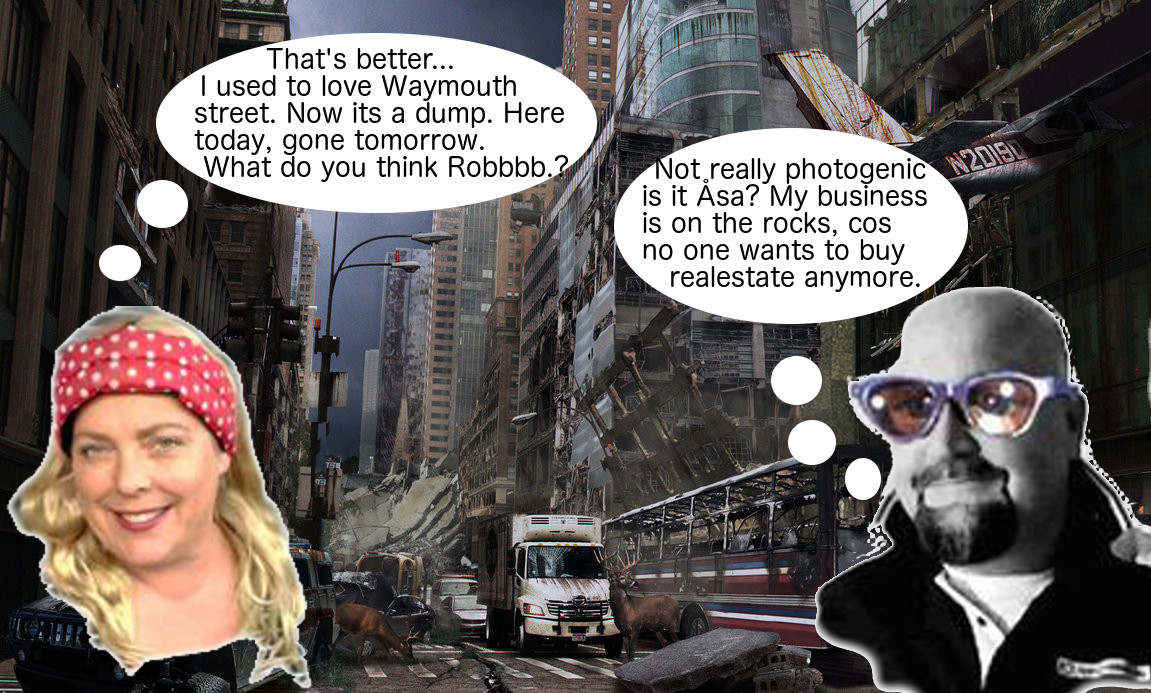 That's better...
I used to love Waymouth
street. Now its a dump. Here
today, gone tomorrow.
What do you think Robbbb.?
Not really photogenic
is it Åsa? My business
is on the rocks, cos
no one wants to buy
realestate anymore.
N2019D